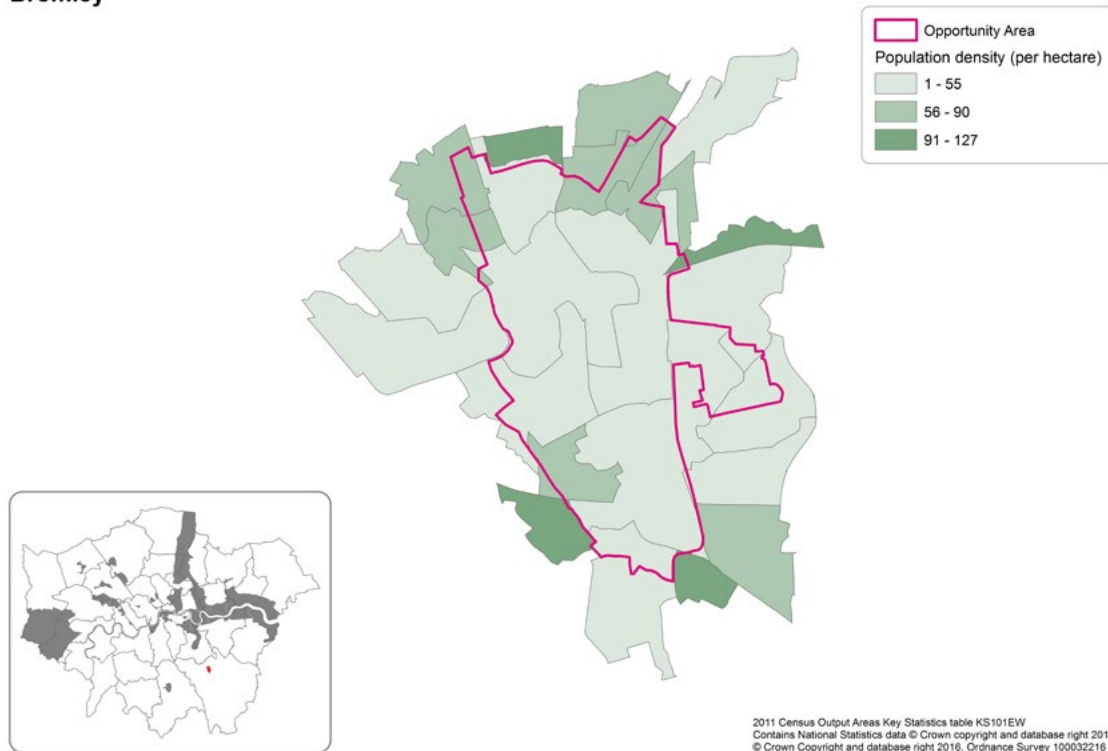 Bromley
Opportunity Area
Population density (per hectare)
1 - 55
56 - 90
91 - 127
2011 Census Output Areas Key Statistics table KS101EW
Contains National Statistics data © Crown copyright and database right 201
© Crown Copyright and database right 2016. Ordnance Survey 100032216